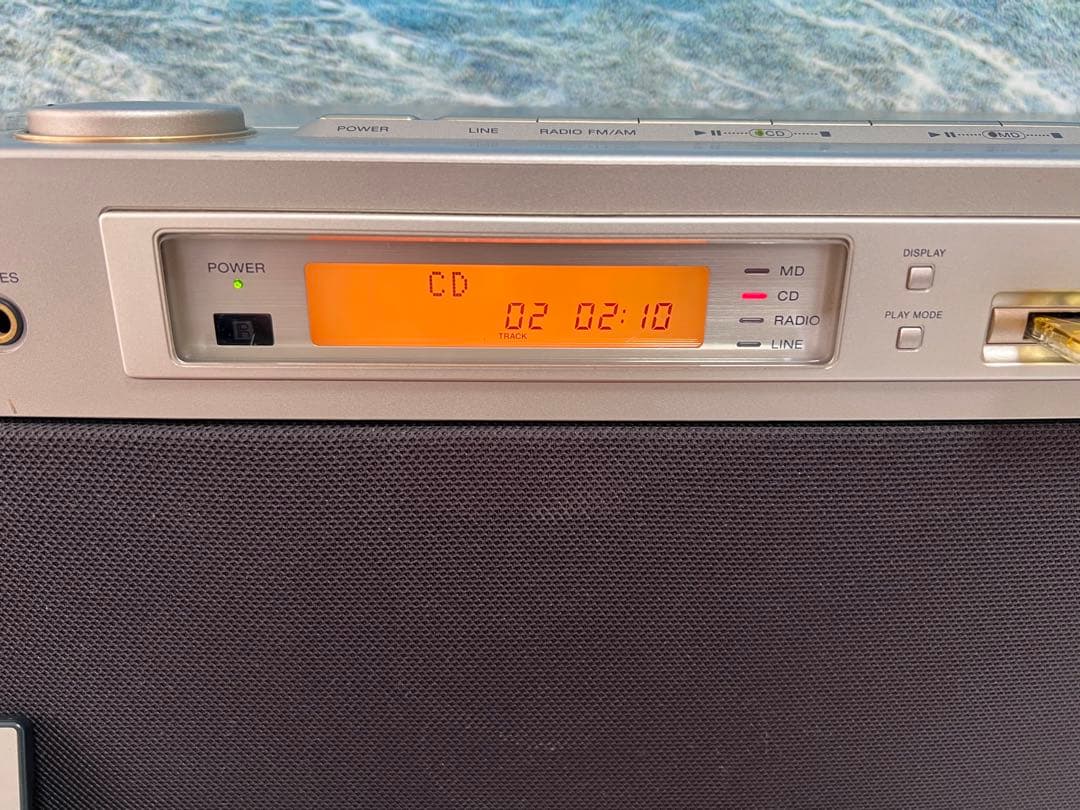 POWER
LINE
RADIO FM/AM
CD
MD
ES
POWER
CD
02 02:10
TRACK
MD
CD
RADIO
LINE
DISPLAY
PLAY MODE